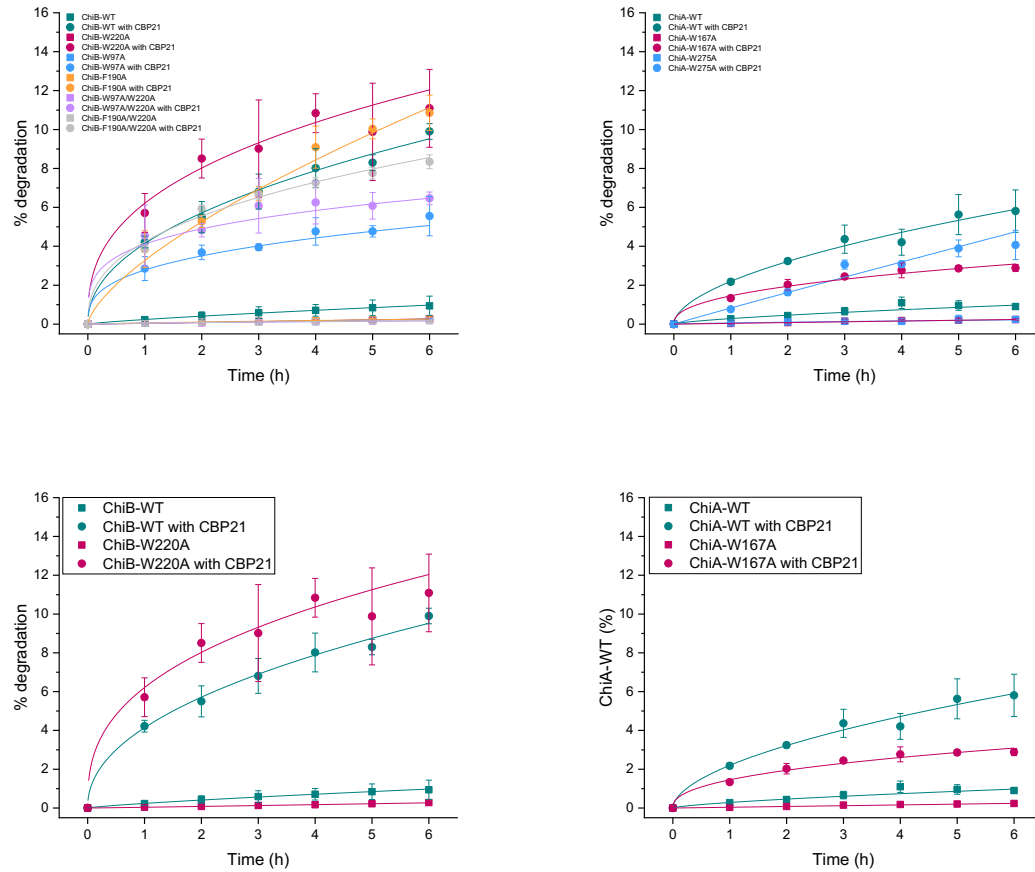 ChiB-WT
ChiB-WT with CBP21
ChiB-W220A
ChiB-W220A with CBP21
ChiB-W97A
ChiB-W97A with CBP21
ChiB-F190A
ChiB-F190A with CBP21
ChiB-W97A/W220A
ChiB-W97A/W220A with CBP21
ChiB-F190A/W220A
ChiB-F190A/W220A with CBP21
16
14
12
10
8
6
4
2
0
% degradation
0 1 2 3 4 5 6
Time (h)
ChiA-WT
ChiA-WT with CBP21
ChiA-W167A
ChiA-W167A with CBP21
ChiA-W275A
ChiA-W275A with CBP21
16
14
12
10
8
6
4
2
0
% degradation
0 1 2 3 4 5 6
Time (h)
ChiB-WT
ChiB-WT with CBP21
ChiB-W220A
ChiB-W220A with CBP21
16
14
12
10
8
6
4
2
0
% degradation
0 1 2 3 4 5 6
Time (h)
ChiA-WT
ChiA-WT with CBP21
ChiA-W167A
ChiA-W167A with CBP21
16
14
12
10
8
6
4
2
0
ChiA-WT (%)
0 1 2 3 4 5 6
Time (h)